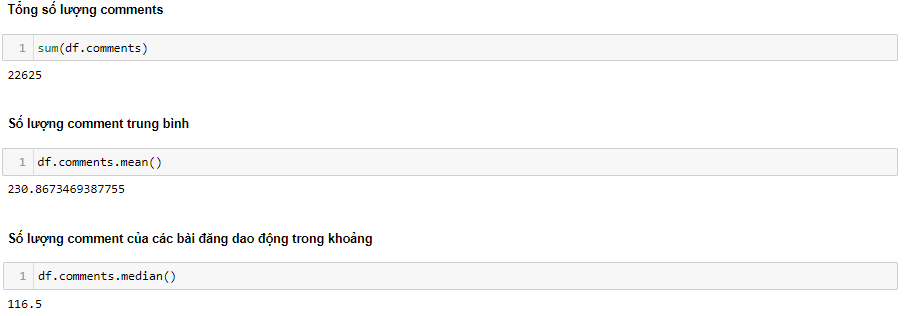 Tổng số lượng comments
1 sum(df.comments)
22625
Số lượng comment trung bình
1 df.comments.mean()
230.8673469387755
Số lượng comment của các bài đăng dao động trong khoảng
1 df.comments.median()
116.5